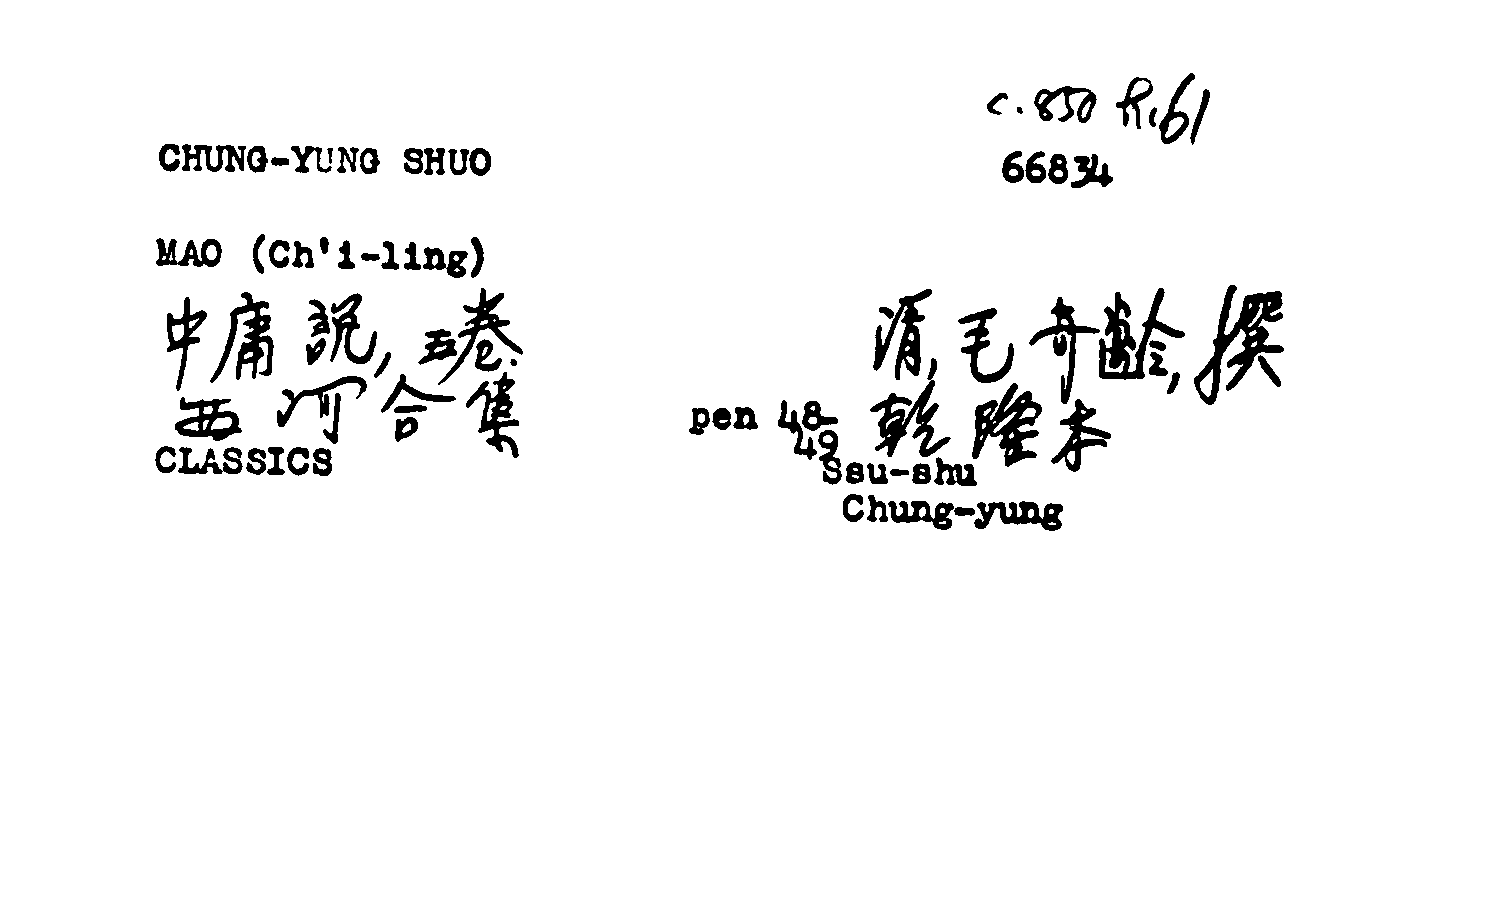 c.850 R.61
CHUNG-YUNG SHUO
66834
MAO (Ch'i-ling)
中庸說, 五卷.
清, 毛奇齡, 撰
西河合集
pen 48-49 乾隆本
CLASSICS
Ssu-shu
Chung-yung